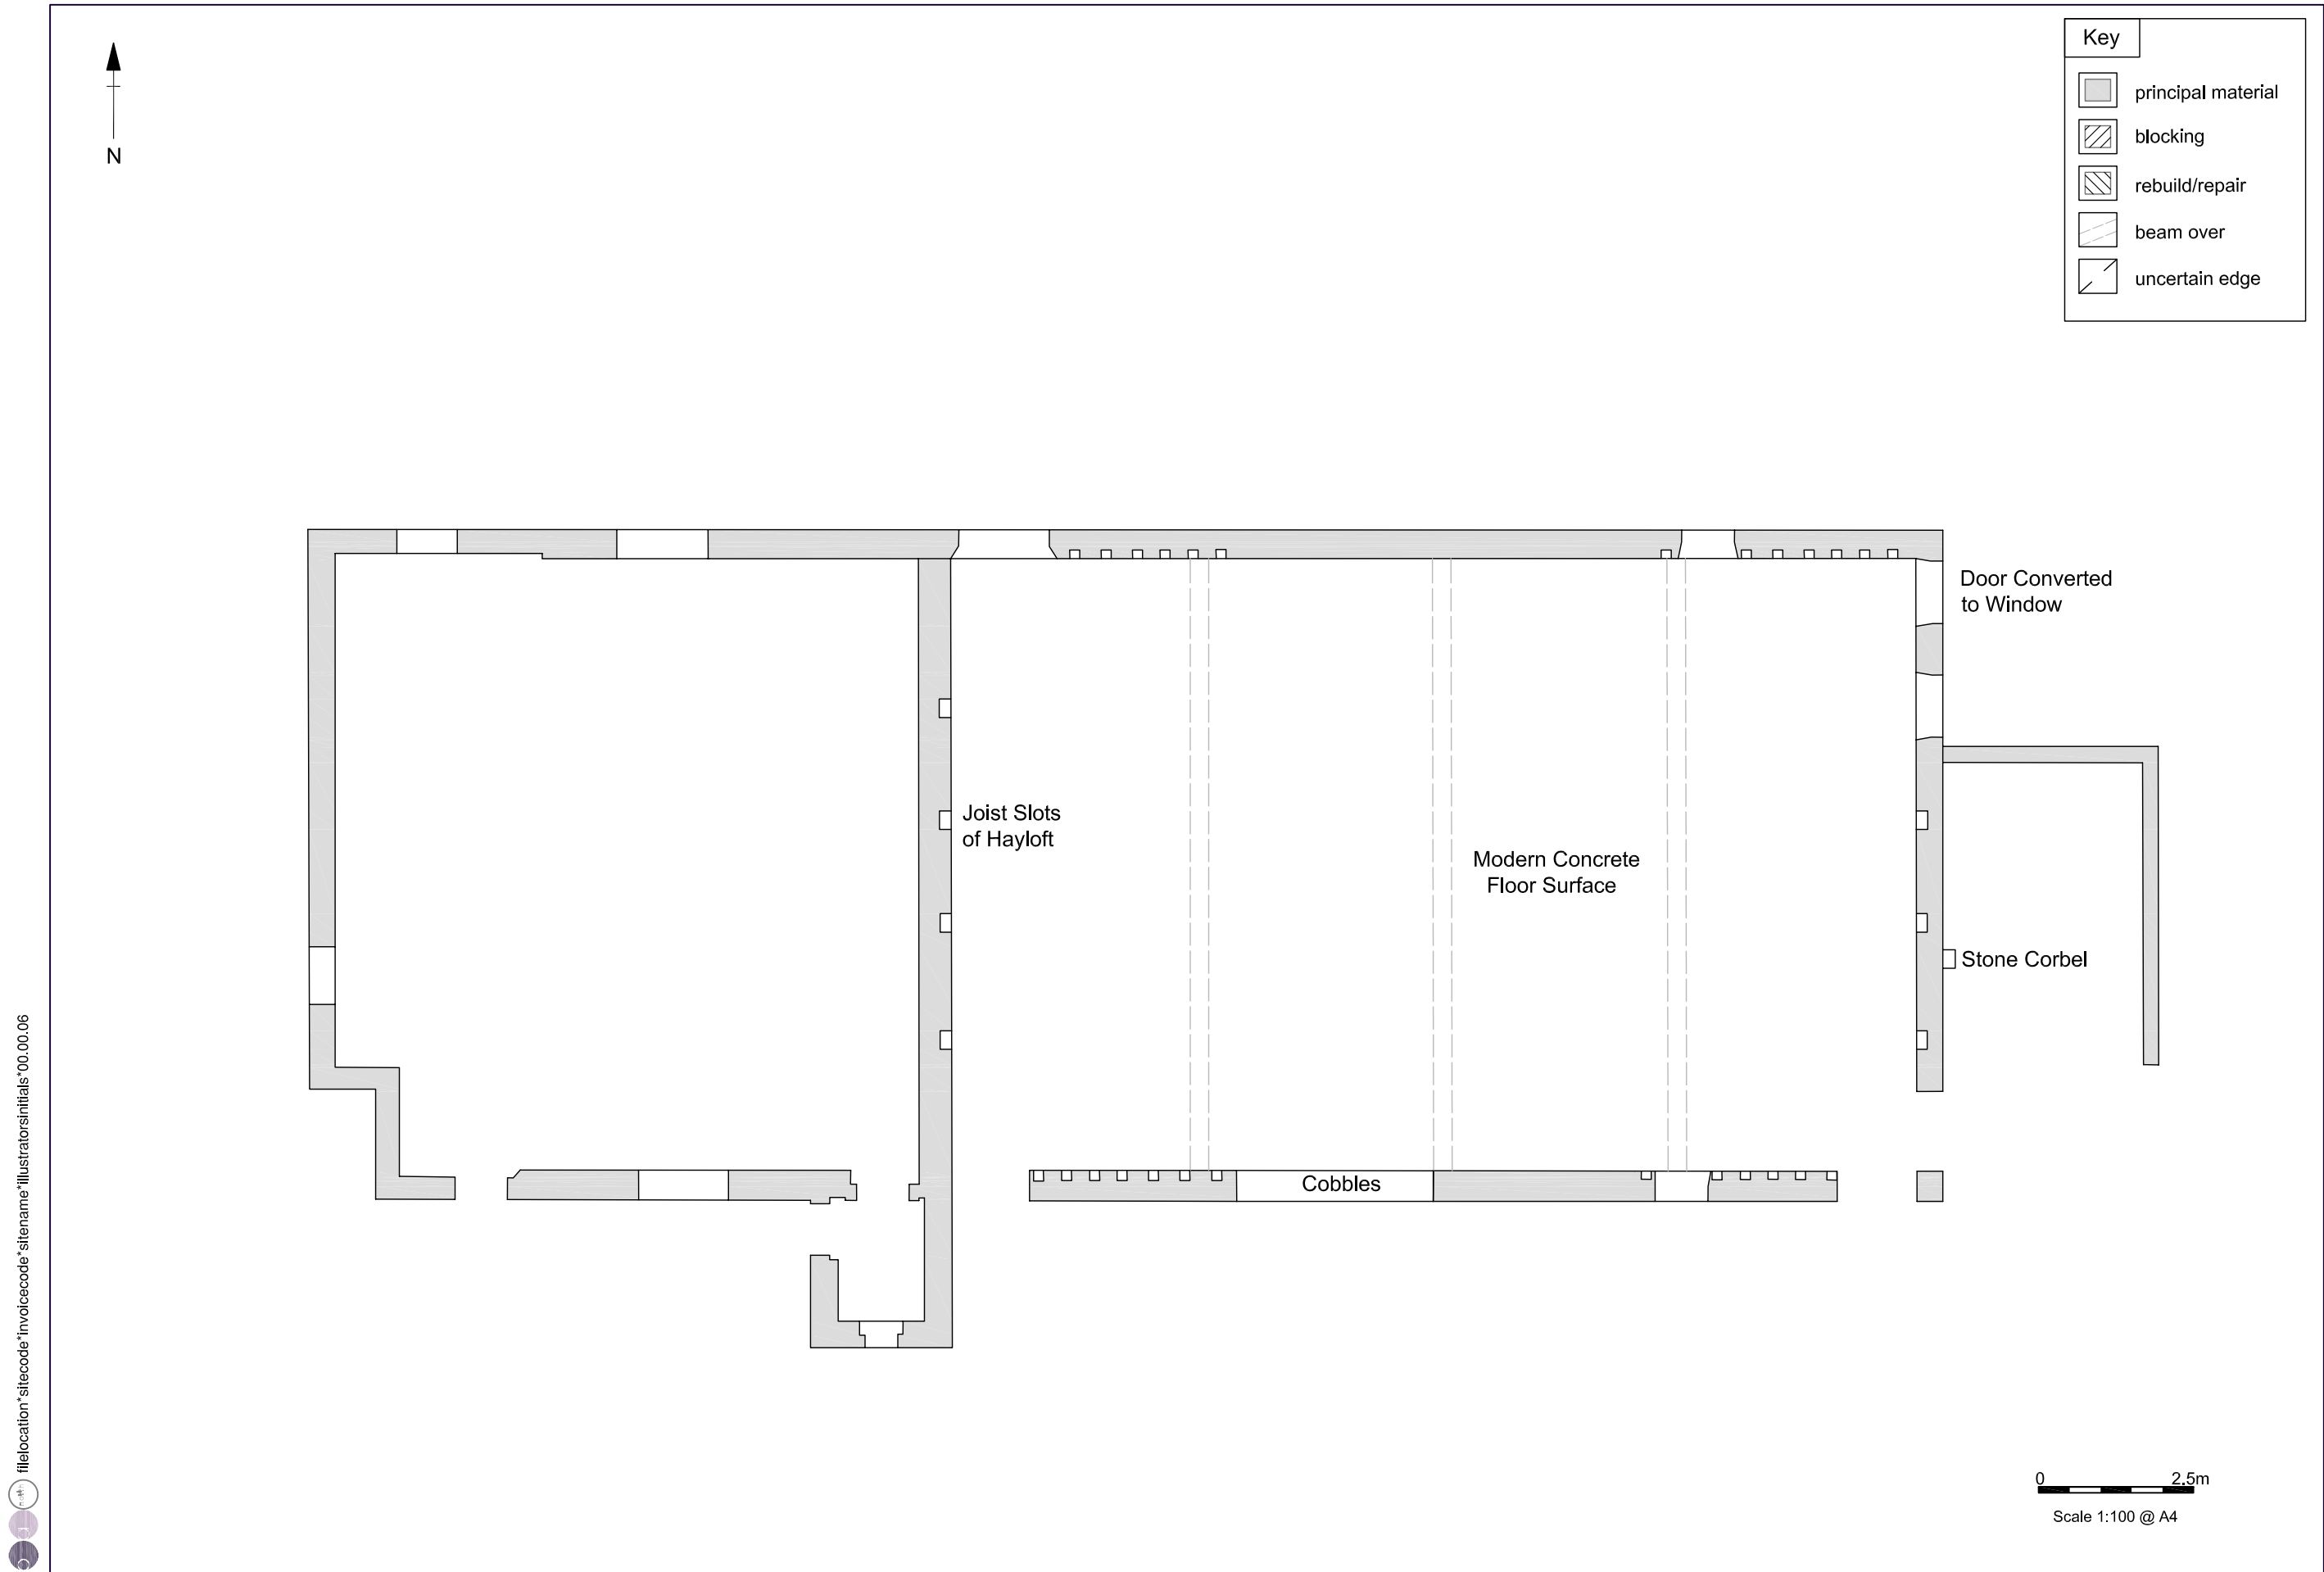 Key
principal material
blocking
rebuild/repair
beam over
uncertain edge
N
Door Converted
to Window
Joist Slots
of Hayloft
Modern Concrete
Floor Surface
Stone Corbel
Cobbles
0 2.5m
Scale 1:100 @ A4
filelocation*sitecode*invoicecode*sitename*illustratorsinitials*00.00.06
north